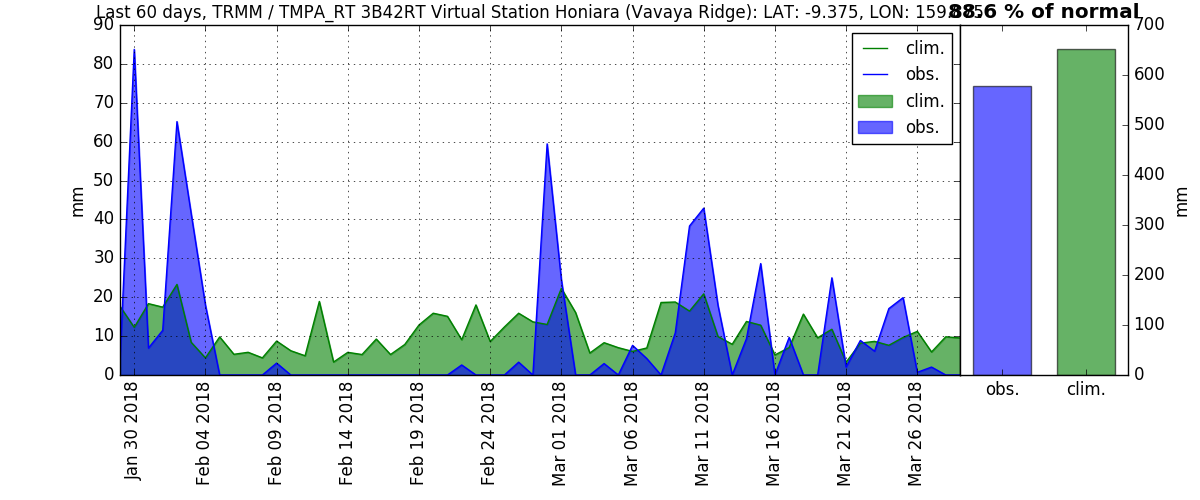 Last 60 days, TRMM / TMPA_RT 3B42RT Virtual Station Honiara (Vavaya Ridge): LAT: -9.375, LON:
88.6 % of normal
90
80
70
60
50
40
30
20
10
0
mm
clim.
obs.
clim.
obs.
700
600
500
400
300
200
100
0
mm
obs.
clim.
Jan 30 2018
Feb 04 2018
Feb 09 2018
Feb 14 2018
Feb 19 2018
Feb 24 2018
Mar 01 2018
Mar 06 2018
Mar 11 2018
Mar 16 2018
Mar 21 2018
Mar 26 2018